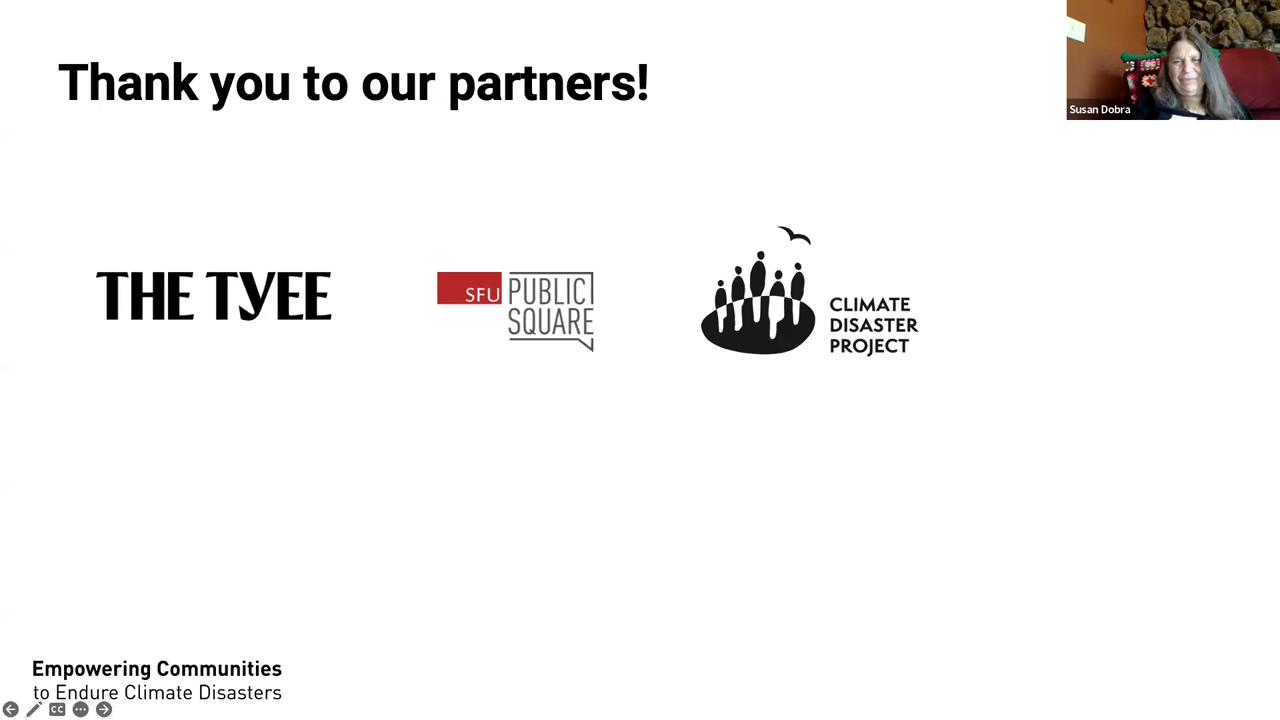 Thank you to our partners!
Susan Dobra
THE TYEE
SFU PUBLIC
SQUARE
CLIMATE
DISASTER
PROJECT
Empowering Communities
to Endure Climate Disasters
CC